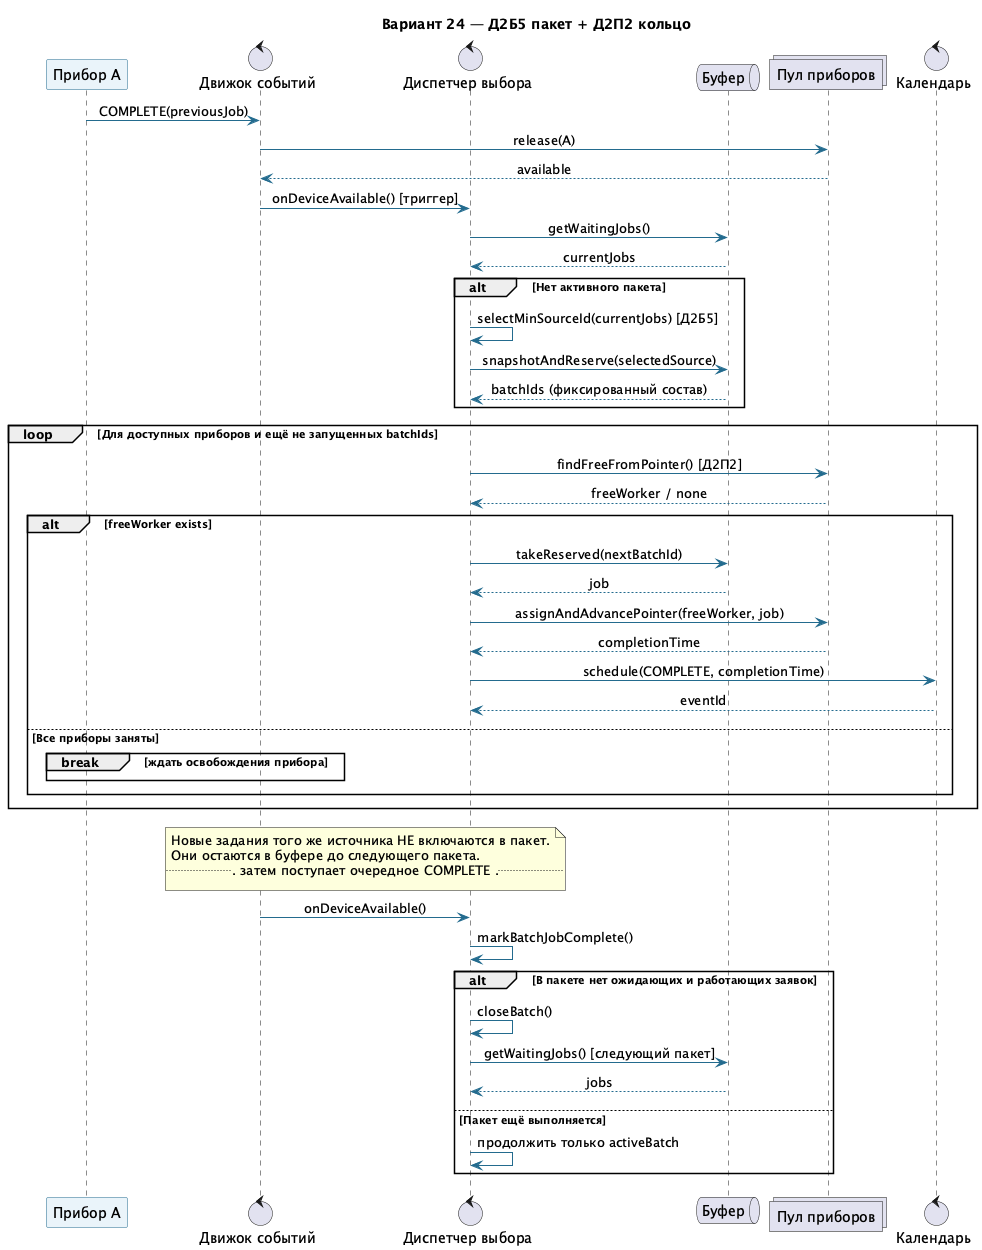 Вариант 24 — Д2Б5 пакет + Д2П2 кольцо
Прибор A
Движок событий
Диспетчер выбора
Буфер
Пул приборов
Календарь
COMPLETE(previousJob)
release(A)
available
onDeviceAvailable() [триггер]
getWaitingJobs()
currentJobs
alt [Нет активного пакета]
selectMinSourceId(currentJobs) [Д2Б5]
snapshotAndReserve(selectedSource)
batchIds (фиксированный состав)
loop [Для доступных приборов и ещё не запущенных batchIds]
findFreeFromPointer() [Д2П2]
freeWorker / none
alt [freeWorker exists]
takeReserved(nextBatchId)
job
assignAndAdvancePointer(freeWorker, job)
completionTime
schedule(COMPLETE, completionTime)
eventId
[Все приборы заняты]
break [ждать освобождения прибора]
Новые задания того же источника НЕ включаются в пакет.
Они остаются в буфере до следующего пакета.
. затем поступает очередное COMPLETE .
onDeviceAvailable()
markBatchJobComplete()
alt [В пакете нет ожидающих и работающих заявок]
closeBatch()
getWaitingJobs() [следующий пакет]
jobs
[Пакет ещё выполняется]
продолжить только activeBatch
Прибор A
Движок событий
Диспетчер выбора
Буфер
Пул приборов
Календарь